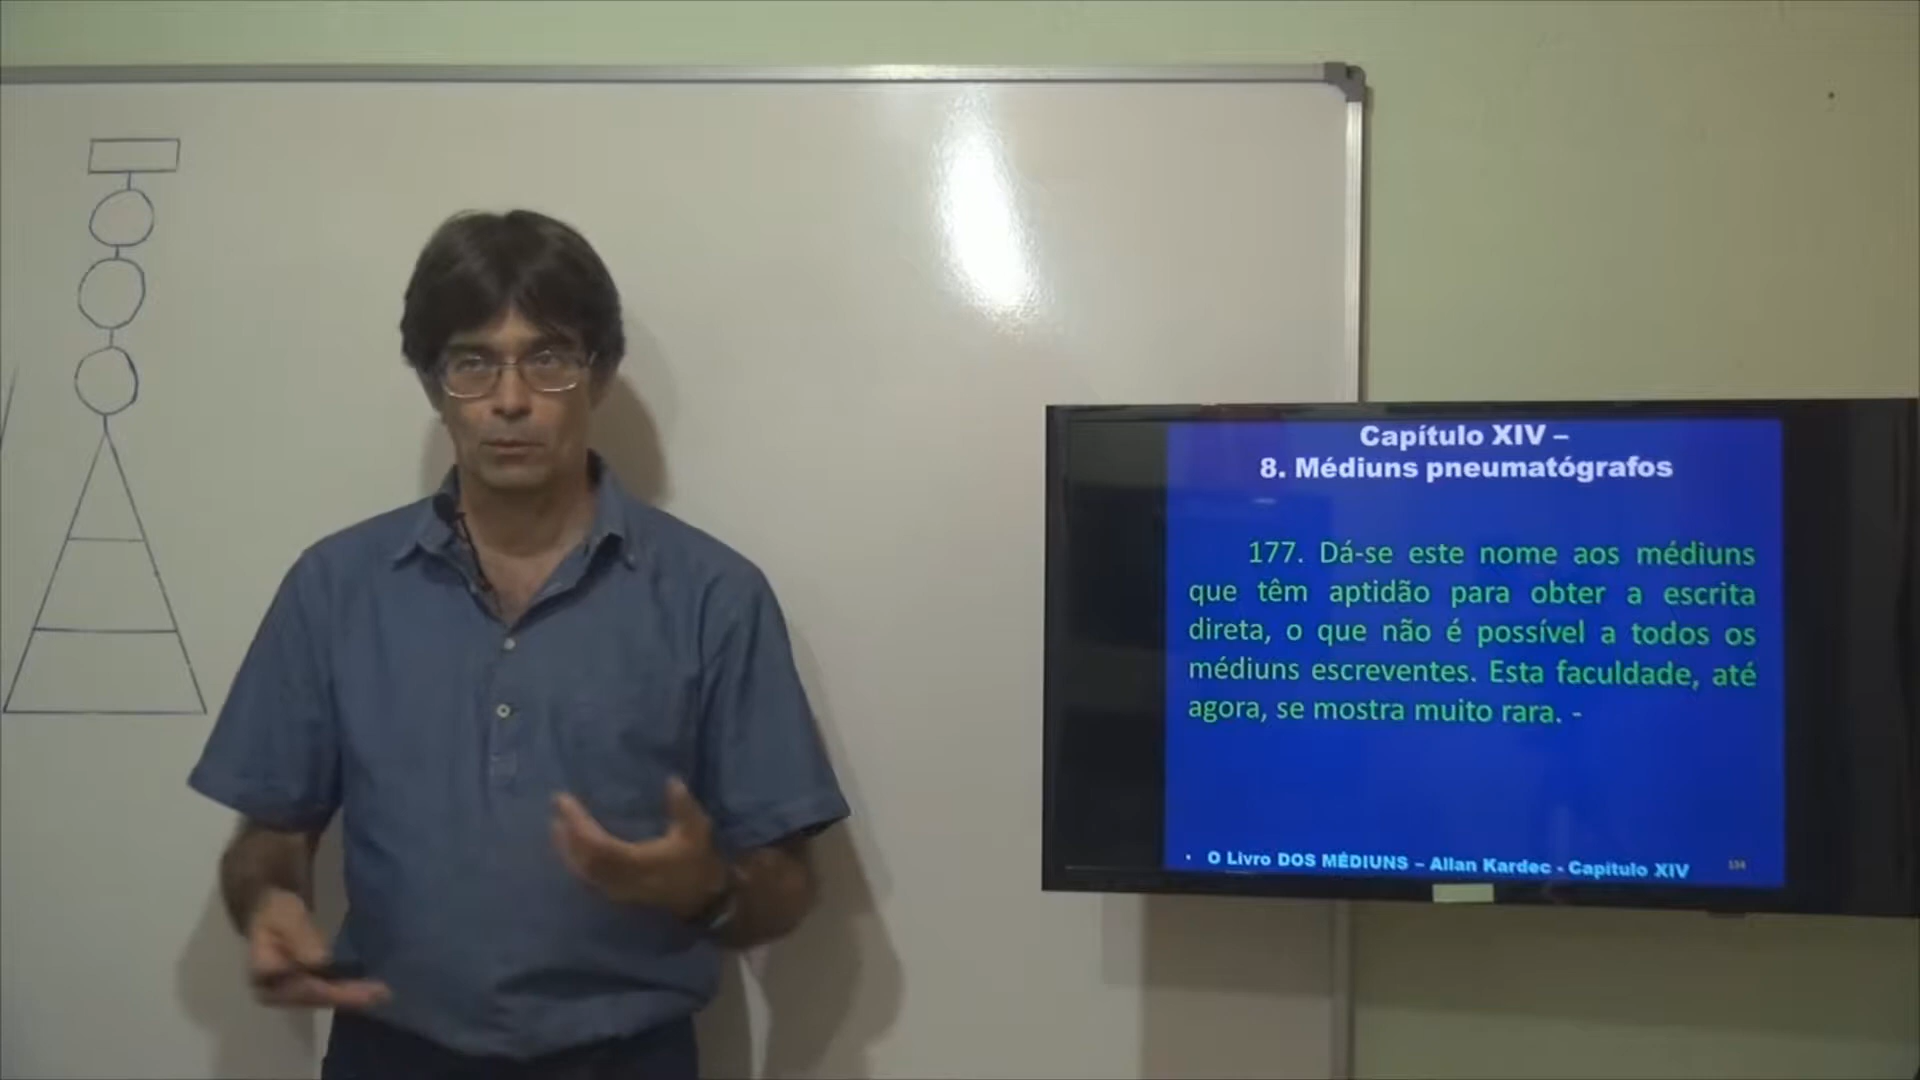 Capítulo XIV –
8. Médiuns pneumatógrafos
177. Dá-se este nome aos médiuns
que têm aptidão para obter a escrita
direta, o que não é possível a todos os
médiuns escreventes. Esta faculdade, até
agora, se mostra muito rara. -
• O Livro DOS MÉDIUNS – Allan Kardec - Capítulo XIV